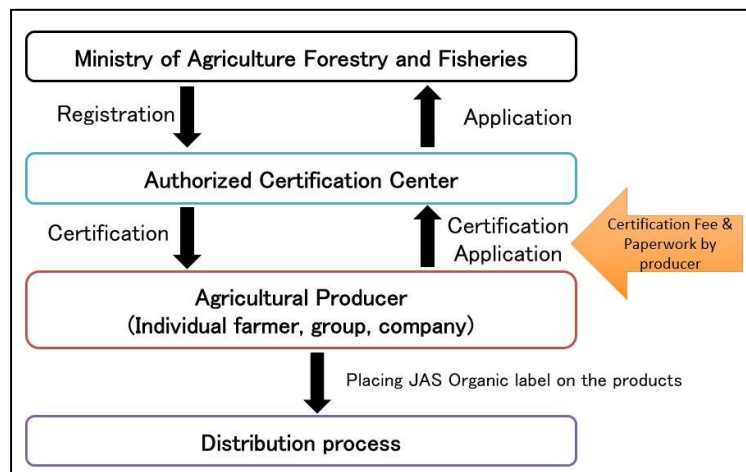 Ministry of Agriculture Forestry and Fisheries
Registration
Application
Authorized Certification Center
Certification
Certification
Application
Certification Fee &
Paperwork by
producer
Agricultural Producer
(Individual farmer, group, company)
Placing JAS Organic label on the products
Distribution process